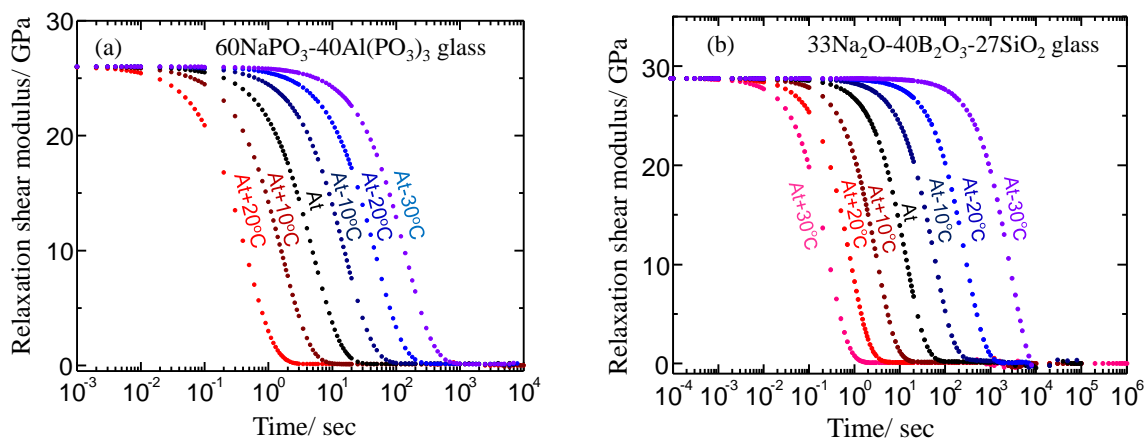 (a) 60NaPO₃-40Al(PO₃)₃ glass
Relaxation shear modulus/ GPa
30
20
10
0
At+20°C
At+10°C
At
At-10°C
At-20°C
At-30°C
10⁻³ 10⁻² 10⁻¹ 10⁰ 10¹ 10² 10³ 10⁴
Time/ sec
(b) 33Na₂O-40B₂O₃-27SiO₂ glass
Relaxation shear modulus/ GPa
30
20
10
0
At+30°C
At+20°C
At+10°C
At
At-10°C
At-20°C
At-30°C
10⁻⁴ 10⁻³ 10⁻² 10⁻¹ 10⁰ 10¹ 10² 10³ 10⁴ 10⁵ 10⁶
Time/ sec